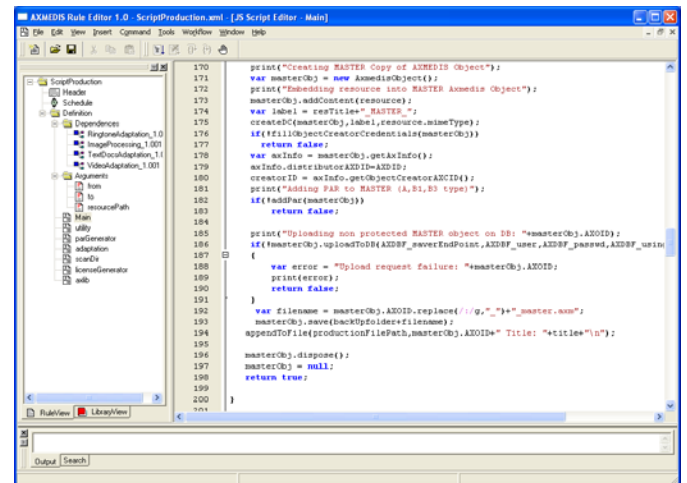 AXMEDIS Rule Editor 1.0 - ScriptProduction.xml - [JS Script Editor - Main]
File Edit View Insert Command Tools Workflow Window Help
ScriptProduction
Header
Schedule
Definition
Dependences
RingtoneAdaptation_1.0
ImageProcessing_1.001
TextDocsAdaptation_1.(
VideoAdaptation_1.001
Arguments
from
to
resourcePath
Main
utility
parGenerator
adaptation
scanDir
licenseGenerator
axlib
RuleView LibraryView
170 print("Creating MASTER Copy of AXMEDIS Object");
171 var masterObj = new AxmedisObject();
172 print("Embedding resource into MASTER Axmedis Object");
173 masterObj.addContent(resource);
174 var label = resTitle+"_MASTER_";
175 createDC(masterObj,label,resource.mimeType);
176 if(!fillObjectCreatorCredentials(masterObj))
177 return false;
178 var axInfo = masterObj.getAxInfo();
179 axInfo.distributorAXDID=AXDID;
180 creatorID = axInfo.getObjectCreatorAXCID();
181 print("Adding PAR to MASTER (A,B1,B3 type)");
182 if(!addPar(masterObj))
183 return false;
184
185 print("Uploading non protected MASTER object on DB: "+masterObj.AXOID);
186 if(!masterObj.uploadToDB(AXDBF_saverEndPoint,AXDBF_user,AXDBF_passwd,AXDBF_using
187 {
188 var error = "Upload request failure: "+masterObj.AXOID;
189 print(error);
190 return false;
191 }
192 var filename = masterObj.AXOID.replace(/:/g,"_")+"_master.axm";
193 masterObj.save(backUpfolder+filename);
194 appendToFile(productionFilePath,masterObj.AXOID+" Title: "+title+"\n");
195
196 masterObj.dispose();
197 masterObj = null;
198 return true;
199
200 }
201
Output Search